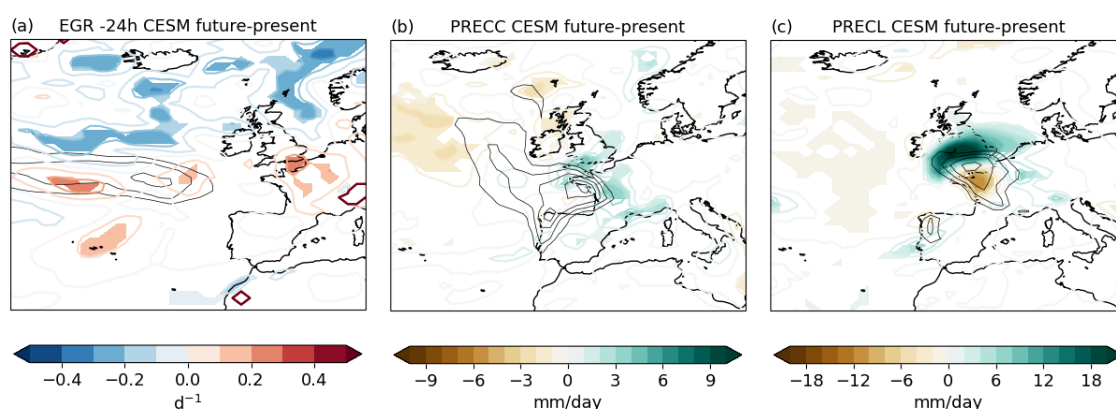 (a) EGR -24h CESM future-present
(b) PRECC CESM future-present
(c) PRECL CESM future-present
−0.4 −0.2 0.0 0.2 0.4
d⁻¹
−9 −6 −3 0 3 6 9
mm/day
−18 −12 −6 0 6 12 18
mm/day